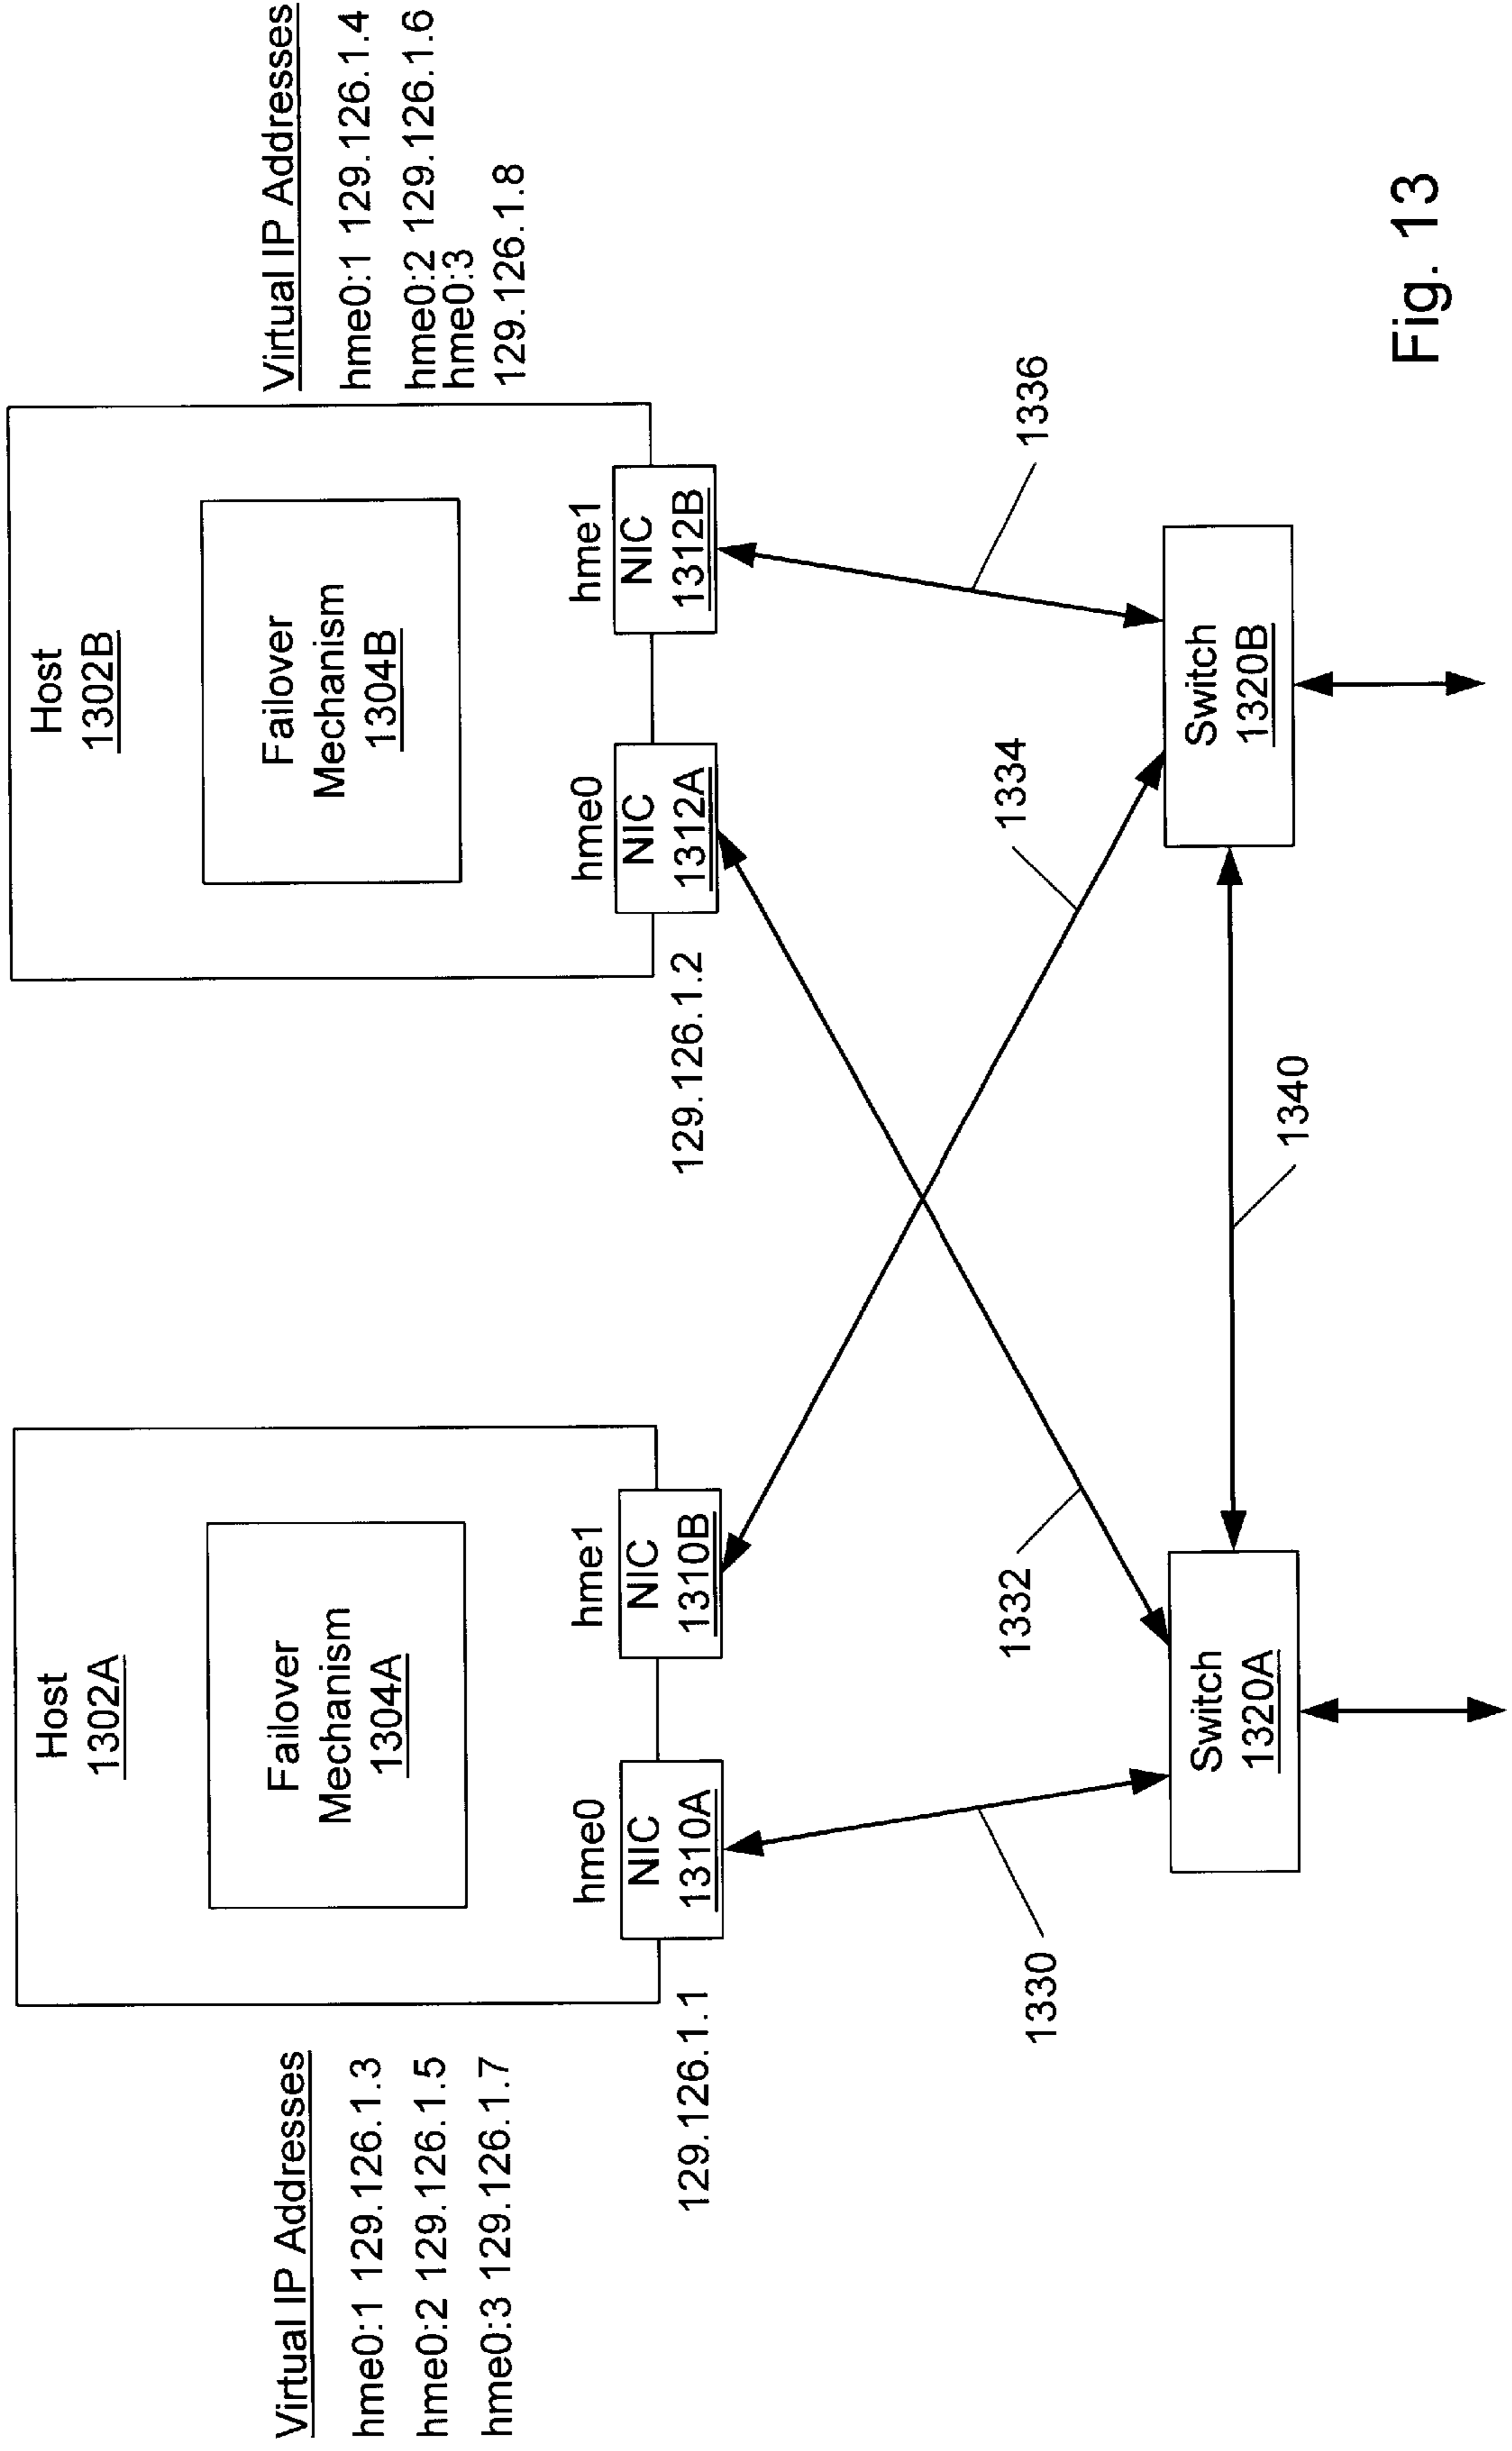 Virtual IP Addresses
hme0:1 129.126.1.3
hme0:2 129.126.1.5
hme0:3 129.126.1.7
Host
1302A
Failover
Mechanism
1304A
hme0
NIC
1310A
hme1
NIC
1310B
129.126.1.1
Host
1302B
Failover
Mechanism
1304B
hme0
NIC
1312A
hme1
NIC
1312B
129.126.1.2
Virtual IP Addresses
hme0:1 129.126.1.4
hme0:2 129.126.1.6
hme0:3
129.126.1.8
1330
1332
1334
1336
Switch
1320A
1340
Switch
1320B
Fig. 13